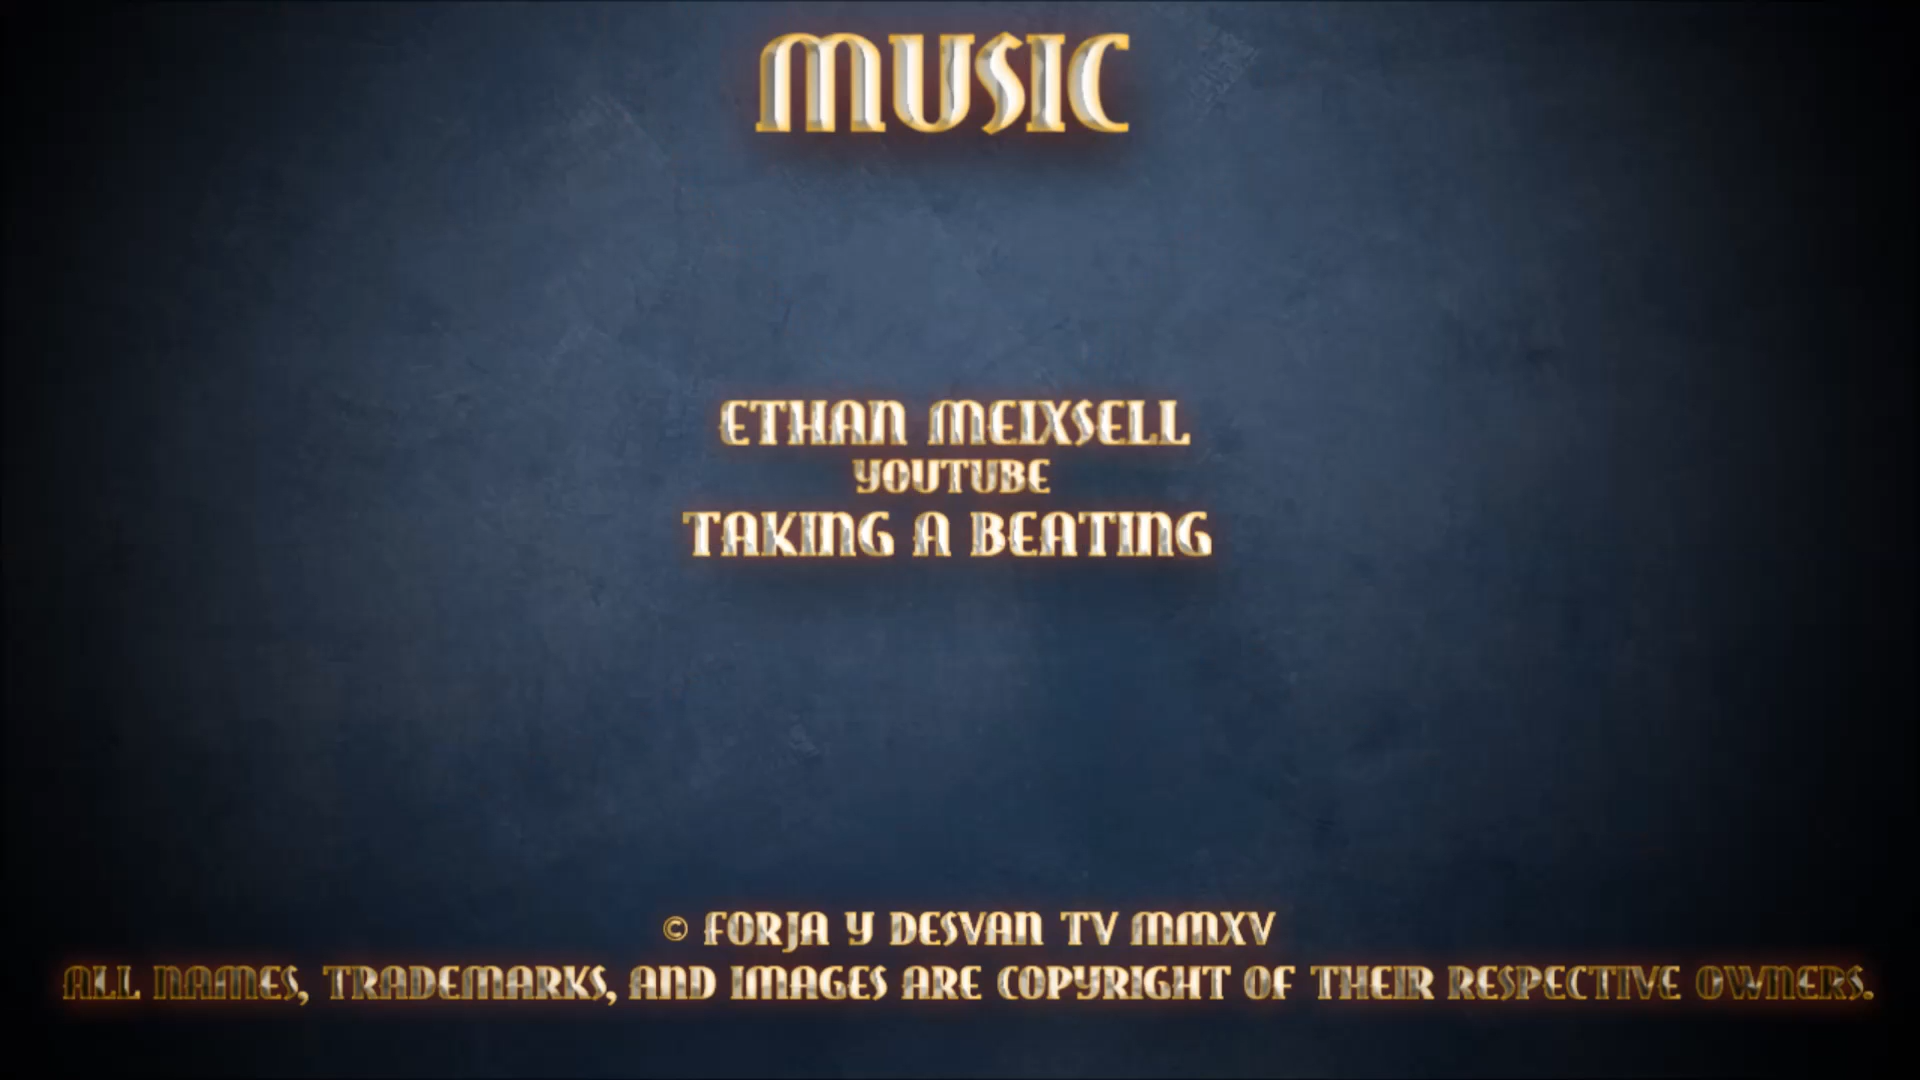 MUSIC
ETHAN MEIXSELL
YOUTUBE
TAKING A BEATING
© FORJA Y DESVAN TV MMXV
ALL NAMES, TRADEMARKS, AND IMAGES ARE COPYRIGHT OF THEIR RESPECTIVE OWNERS.